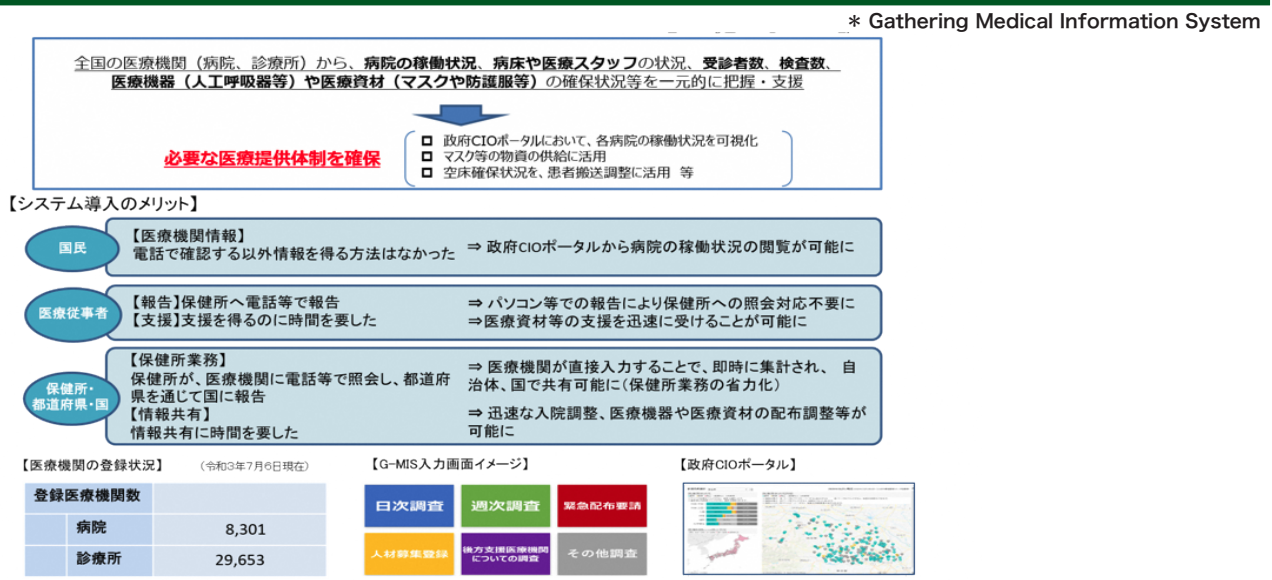 ＊ Gathering Medical Information System
全国の医療機関（病院、診療所）から、病院の稼働状況、病床や医療スタッフの状況、受診者数、検査数、
医療機器（人工呼吸器等）や医療資材（マスクや防護服等）の確保状況等を一元的に把握・支援
必要な医療提供体制を確保
政府CIOポータルにおいて、各病院の稼働状況を可視化
マスク等の物資の供給に活用
空床確保状況を、患者搬送調整に活用　等
【システム導入のメリット】
国民
【医療機関情報】
電話で確認する以外情報を得る方法はなかった
⇒ 政府CIOポータルから病院の稼働状況の閲覧が可能に
医療従事者
【報告】保健所へ電話等で報告
【支援】支援を得るのに時間を要した
⇒ パソコン等での報告により保健所への照会対応不要に
⇒医療資材等の支援を迅速に受けることが可能に
保健所・
都道府県・国
【保健所業務】
保健所が、医療機関に電話等で照会し、都道府
県を通じて国に報告
【情報共有】
情報共有に時間を要した
⇒ 医療機関が直接入力することで、即時に集計され、　自
治体、国で共有可能に（保健所業務の省力化）
⇒ 迅速な入院調整、医療機器や医療資材の配布調整等が
可能に
【医療機関の登録状況】　（令和3年7月6日現在）
登録医療機関数
病院　8,301
診療所　29,653
【G-MIS入力画面イメージ】
日次調査
週次調査
緊急配布要請
人材募集登録
後方支援医療機関
についての調査
その他調査
【政府CIOポータル】